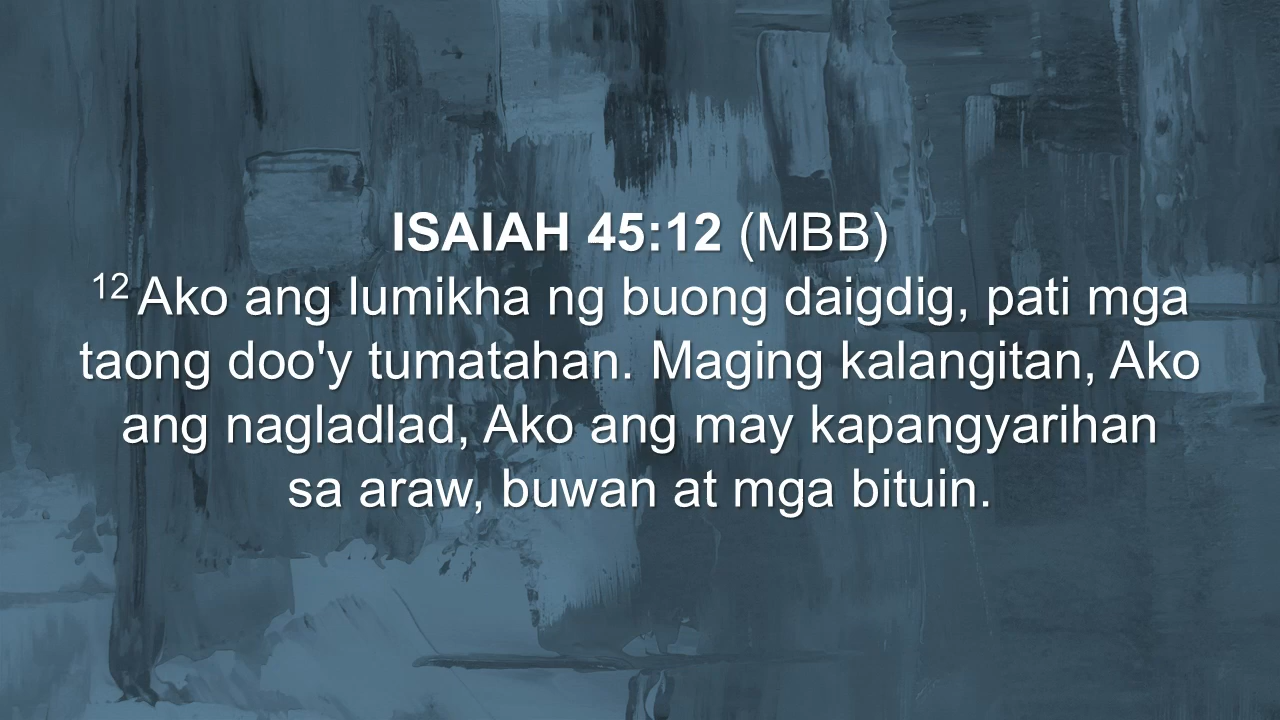 ISAIAH 45:12 (MBB)
12 Ako ang lumikha ng buong daigdig, pati mga
taong doo'y tumatahan. Maging kalangitan, Ako
ang nagladlad, Ako ang may kapangyarihan
sa araw, buwan at mga bituin.